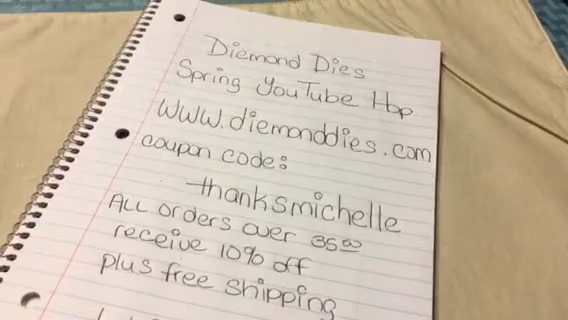 Diemond Dies
Spring YouTube Hop
www.diemonddies.com
coupon code:
thanksmichelle
ALL orders over 35.00
receive 10% off
plus free shipping